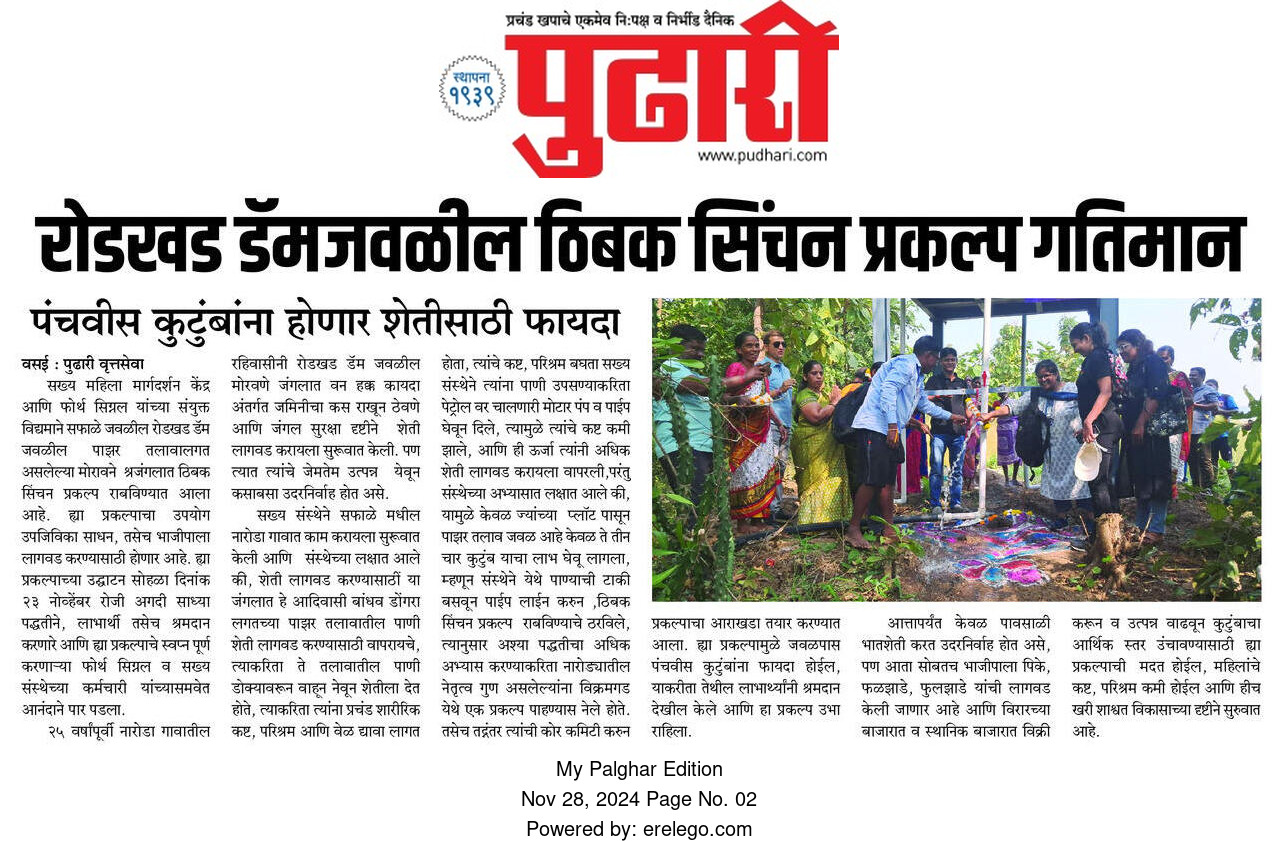 प्रचंड खपाचे एकमेव नि:पक्ष व निर्भीड दैनिक
स्थापना
१९३९
पुढारी
www.pudhari.com
रोडखड डॅमजवळील ठिबक सिंचन प्रकल्प गतिमान
पंचवीस कुटुंबांना होणार शेतीसाठी फायदा
वसई : पुढारी वृत्तसेवा
सख्य महिला मार्गदर्शन केंद्र
आणि फोर्थ सिग्नल यांच्या संयुक्त
विद्यमाने सफाळे जवळील रोडखड डॅम
जवळील पाझर तलावालगत
असलेल्या मोरावने श्रजंगलात ठिबक
सिंचन प्रकल्प राबविण्यात आला
आहे. ह्या प्रकल्पाचा उपयोग
उपजिविका साधन, तसेच भाजीपाला
लागवड करण्यासाठी होणार आहे. ह्या
प्रकल्पाच्या उद्घाटन सोहळा दिनांक
२३ नोव्हेंबर रोजी अगदी साध्या
पद्धतीने, लाभार्थी तसेच श्रमदान
करणारे आणि ह्या प्रकल्पाचे स्वप्न पूर्ण
करणाऱ्या फोर्थ सिग्नल व सख्य
संस्थेच्या कर्मचारी यांच्यासमवेत
आनंदाने पार पडला.
२५ वर्षांपूर्वी नारोडा गावातील
रहिवासीनी रोडखड डॅम जवळील
मोरवणे जंगलात वन हक्क कायदा
अंतर्गत जमिनीचा कस राखून ठेवणे
आणि जंगल सुरक्षा दृष्टीने शेती
लागवड करायला सुरूवात केली. पण
त्यात त्यांचे जेमतेम उत्पन्न येवून
कसाबसा उदरनिर्वाह होत असे.
सख्य संस्थेने सफाळे मधील
नारोडा गावात काम करायला सुरूवात
केली आणि संस्थेच्या लक्षात आले
की, शेती लागवड करण्यासाठीं या
जंगलात हे आदिवासी बांधव डोंगरा
लगतच्या पाझर तलावातील पाणी
शेती लागवड करण्यासाठी वापरायचे,
त्याकरिता ते तलावातील पाणी
डोक्यावरून वाहून नेवून शेतीला देत
होते, त्याकरिता त्यांना प्रचंड शारीरिक
कष्ट, परिश्रम आणि वेळ द्यावा लागत
होता, त्यांचे कष्ट, परिश्रम बघता सख्य
संस्थेने त्यांना पाणी उपसण्याकरिता
पेट्रोल वर चालणारी मोटार पंप व पाईप
घेवून दिले, त्यामुळे त्यांचे कष्ट कमी
झाले, आणि ही ऊर्जा त्यांनी अधिक
शेती लागवड करायला वापरली,परंतु
संस्थेच्या अभ्यासात लक्षात आले की,
यामुळे केवळ ज्यांच्या प्लॉट पासून
पाझर तलाव जवळ आहे केवळ ते तीन
चार कुटुंब याचा लाभ घेवू लागला,
म्हणून संस्थेने येथे पाण्याची टाकी
बसवून पाईप लाईन करुन ,ठिबक
सिंचन प्रकल्प राबविण्याचे ठरविले,
त्यानुसार अश्या पद्धतीचा अधिक
अभ्यास करण्याकरिता नारोड्यातील
नेतृत्व गुण असलेल्यांना विक्रमगड
येथे एक प्रकल्प पाहण्यास नेले होते.
तसेच तद्नंतर त्यांची कोर कमिटी करुन
प्रकल्पाचा आराखडा तयार करण्यात
आला. ह्या प्रकल्पामुळे जवळपास
पंचवीस कुटुंबांना फायदा होईल,
याकरीता तेथील लाभार्थ्यांनी श्रमदान
देखील केले आणि हा प्रकल्प उभा
राहिला.
आत्तापर्यंत केवळ पावसाळी
भातशेती करत उदरनिर्वाह होत असे,
पण आता सोबतच भाजीपाला पिके,
फळझाडे, फुलझाडे यांची लागवड
केली जाणार आहे आणि विरारच्या
बाजारात व स्थानिक बाजारात विक्री
करून व उत्पन्न वाढवून कुटुंबाचा
आर्थिक स्तर उंचावण्यासाठी ह्या
प्रकल्पाची मदत होईल, महिलांचे
कष्ट, परिश्रम कमी होईल आणि हीच
खरी शाश्वत विकासाच्या दृष्टीने सुरुवात
आहे.
My Palghar Edition
Nov 28, 2024 Page No. 02
Powered by: erelego.com